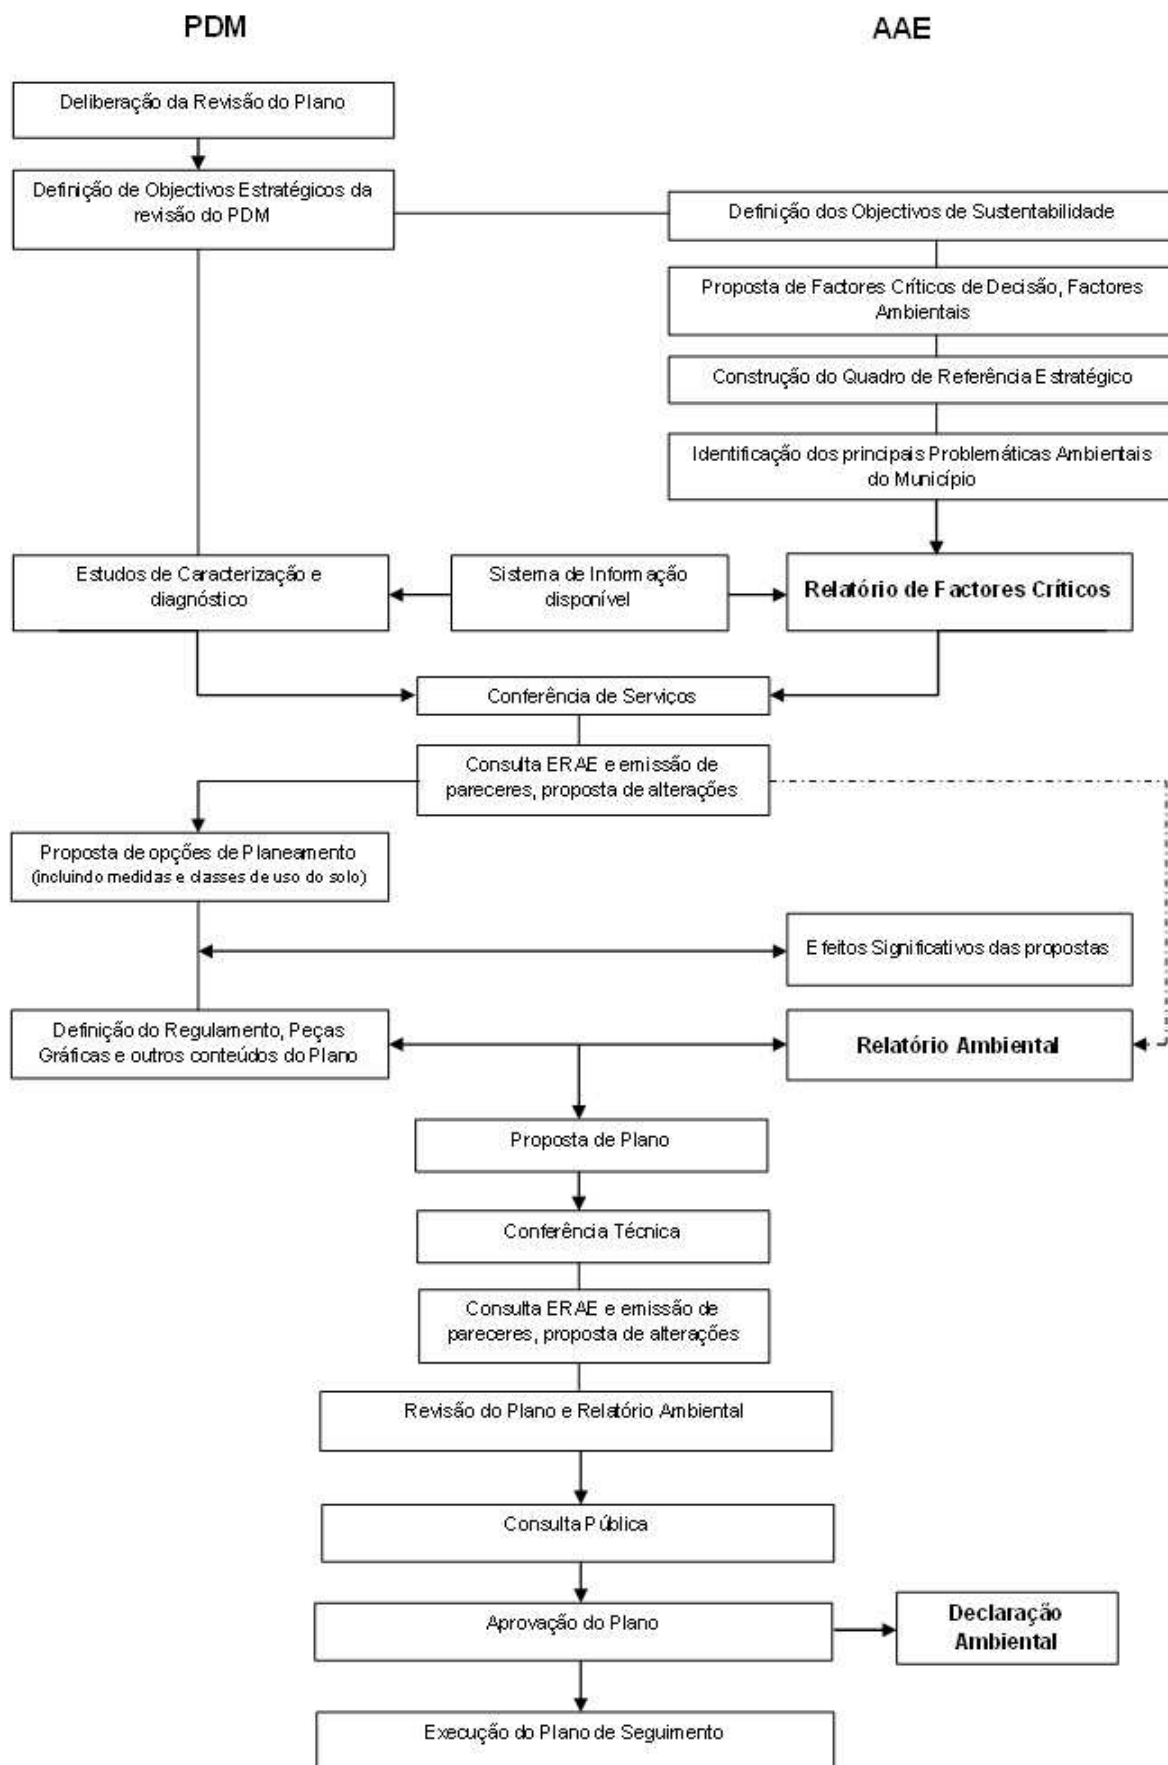 PDM
AAE
Deliberação da Revisão do Plano
Definição de Objectivos Estratégicos da
revisão do PDM
Definição dos Objectivos de Sustentabilidade
Proposta de Factores Críticos de Decisão, Factores
Ambientais
Construção do Quadro de Referência Estratégico
Identificação dos principais Problemáticas Ambientais
do Município
Estudos de Caracterização e
diagnóstico
Sistema de Informação
disponível
Relatório de Factores Críticos
Conferência de Serviços
Consulta ERAE e emissão de
pareceres, proposta de alterações
Proposta de opções de Planeamento
(incluindo medidas e classes de uso do solo)
Efeitos Significativos das propostas
Definição do Regulamento, Peças
Gráficas e outros conteúdos do Plano
Relatório Ambiental
Proposta de Plano
Conferência Técnica
Consulta ERAE e emissão de
pareceres, proposta de alterações
Revisão do Plano e Relatório Ambiental
Consulta Pública
Aprovação do Plano
Declaração
Ambiental
Execução do Plano de Seguimento